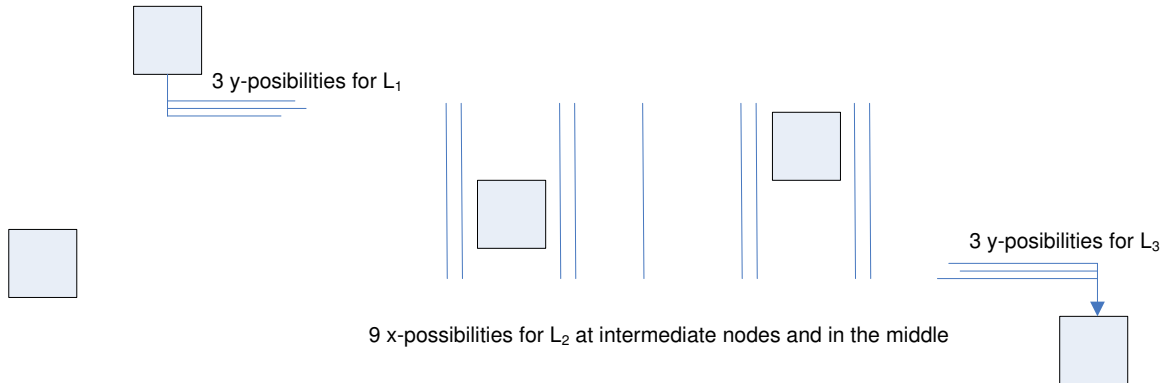 3 y-posibilities for L₁
3 y-posibilities for L₃
9 x-possibilities for L₂ at intermediate nodes and in the middle